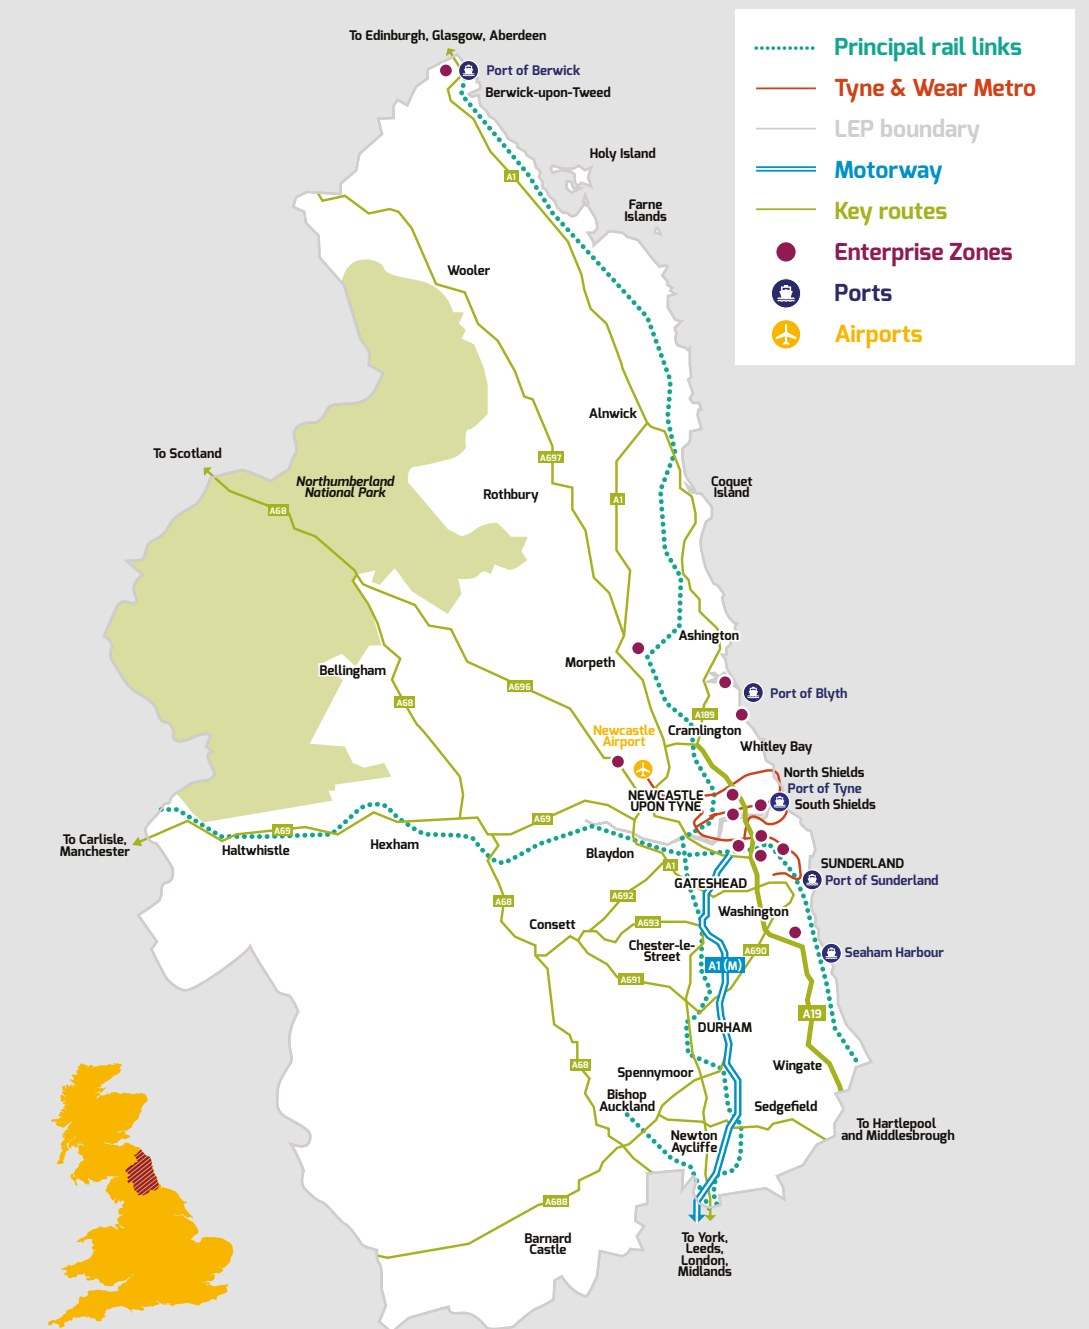 To Edinburgh, Glasgow, Aberdeen
Port of Berwick
Berwick-upon-Tweed
Holy Island
A1
Farne
Islands
Wooler
Principal rail links
Tyne & Wear Metro
LEP boundary
Motorway
Key routes
Enterprise Zones
Ports
Airports
Alnwick
To Scotland
A697
Northumberland
National Park
Rothbury
A1
Coquet
Island
A68
Ashington
Morpeth
Bellingham
A696
A68
Port of Blyth
A189
Newcastle
Airport
Cramlington
Whitley Bay
North Shields
Port of Tyne
South Shields
NEWCASTLE
UPON TYNE
A69
A69
To Carlisle,
Manchester
Haltwhistle
Hexham
Blaydon
A1
SUNDERLAND
Port of Sunderland
GATESHEAD
A692
A68
Washington
Consett
A693
Chester-le-
Street
A690
Seaham Harbour
A1 (M)
A691
A19
DURHAM
A68
Spennymoor
Wingate
Bishop
Auckland
Sedgefield
To Hartlepool
and Middlesbrough
Newton
Aycliffe
A688
Barnard
Castle
To York,
Leeds,
London,
Midlands